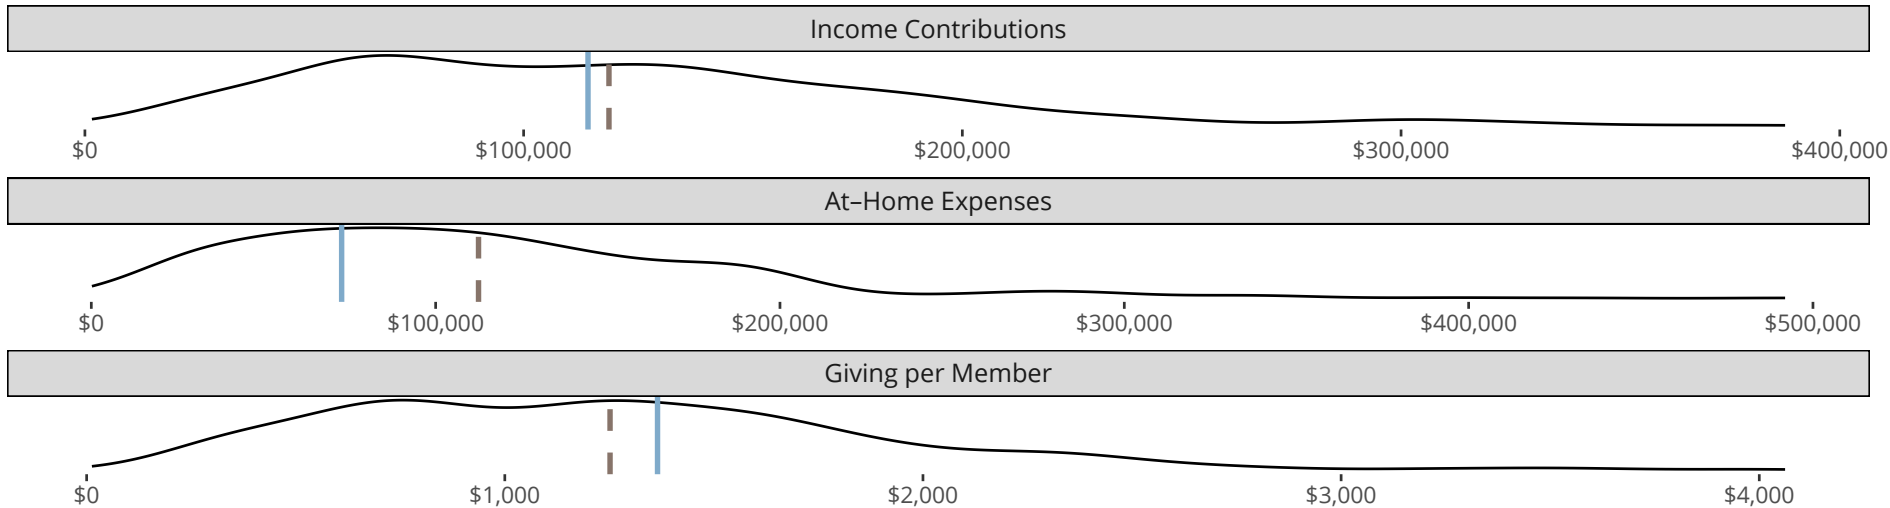 Income Contributions
$0 $100,000 $200,000 $300,000 $400,000
At–Home Expenses
$0 $100,000 $200,000 $300,000 $400,000 $500,000
Giving per Member
$0 $1,000 $2,000 $3,000 $4,000